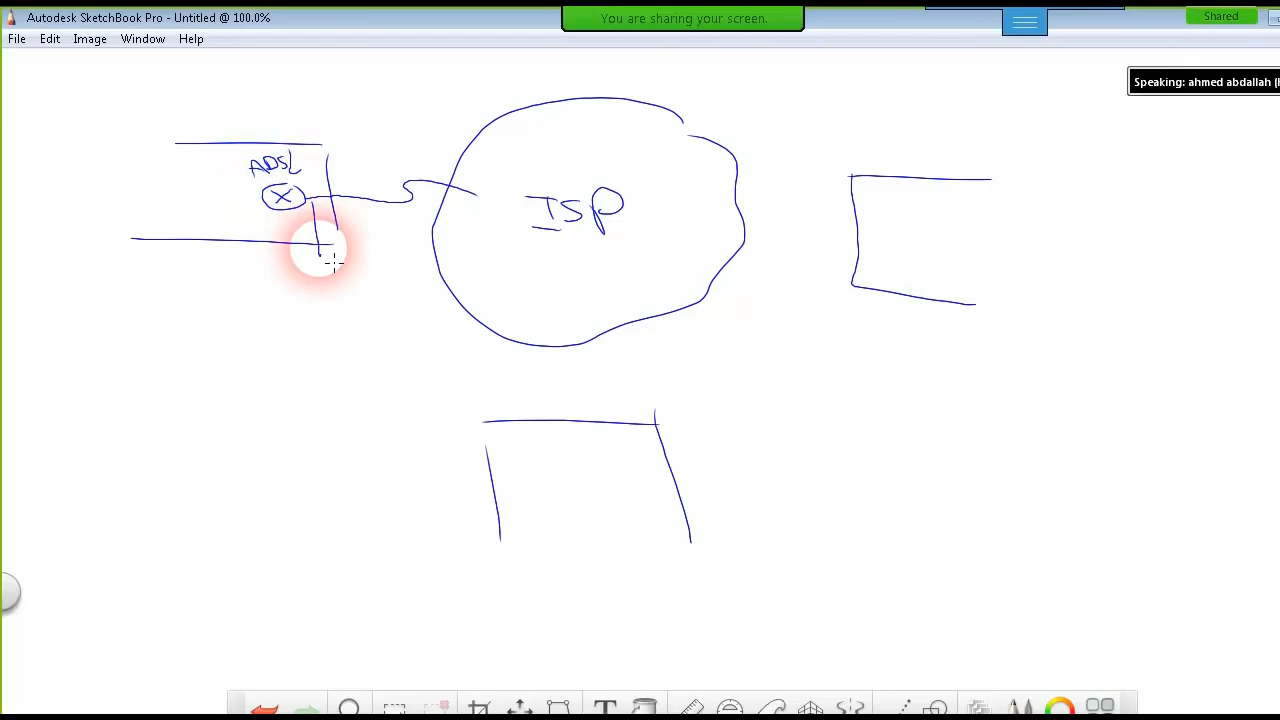 Autodesk SketchBook Pro - Untitled @ 100.0%
You are sharing your screen.
Shared
File Edit Image Window Help
Speaking: ahmed abdallah
ADSL
X
ISP
T